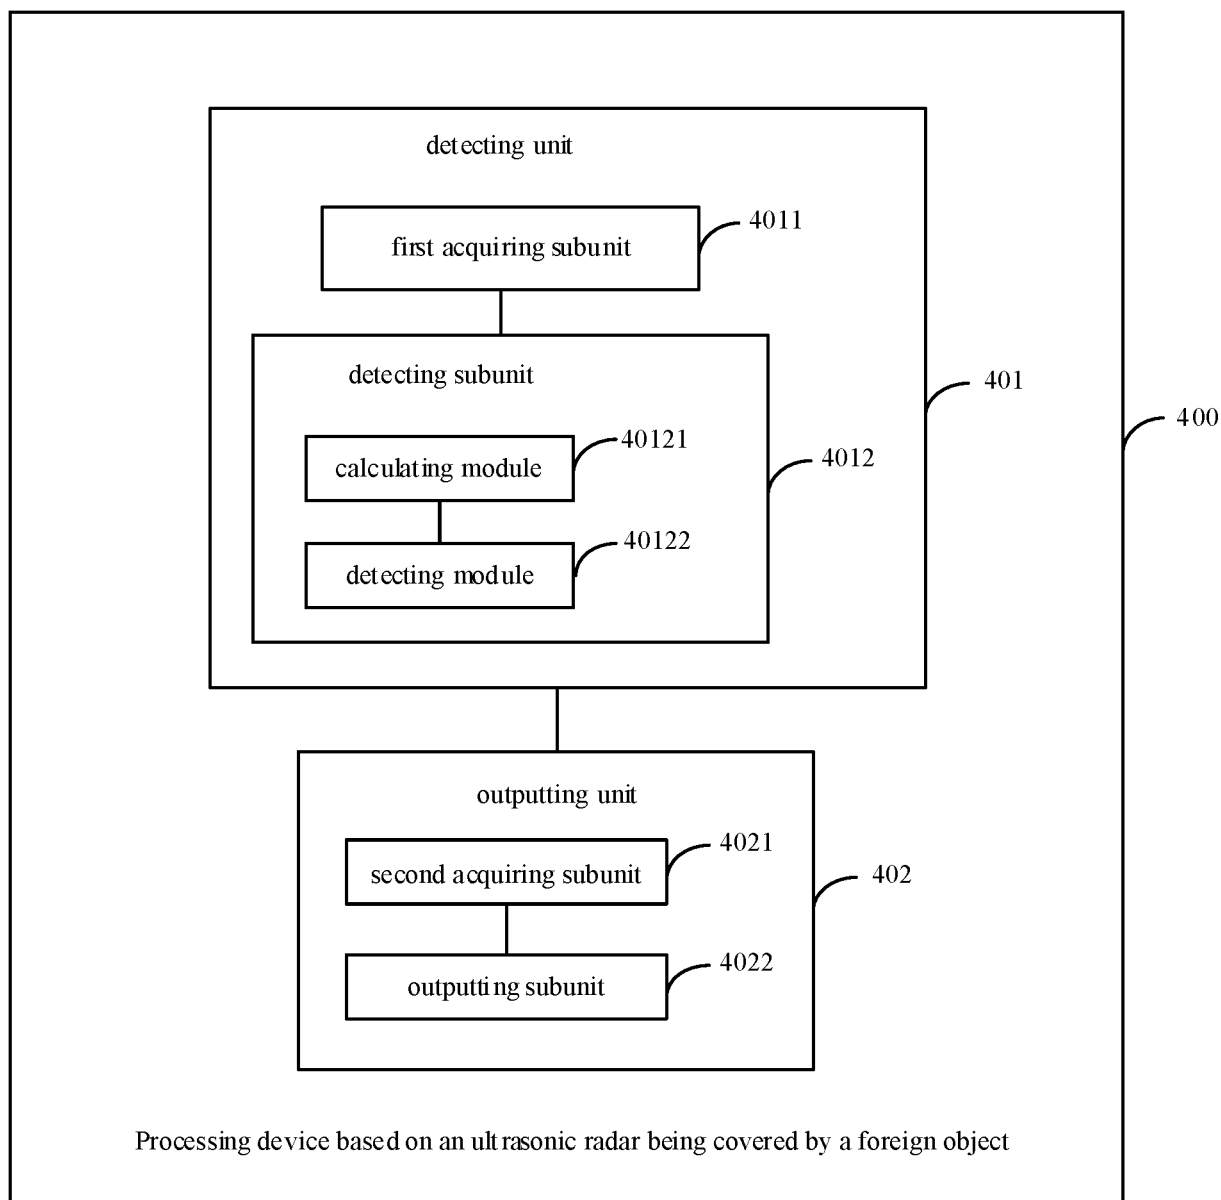 detecting unit
first acquiring subunit
4011
detecting subunit
401
400
calculating module
40121
4012
detecting module
40122
outputting unit
second acquiring subunit
4021
402
outputting subunit
4022
Processing device based on an ultrasonic radar being covered by a foreign object